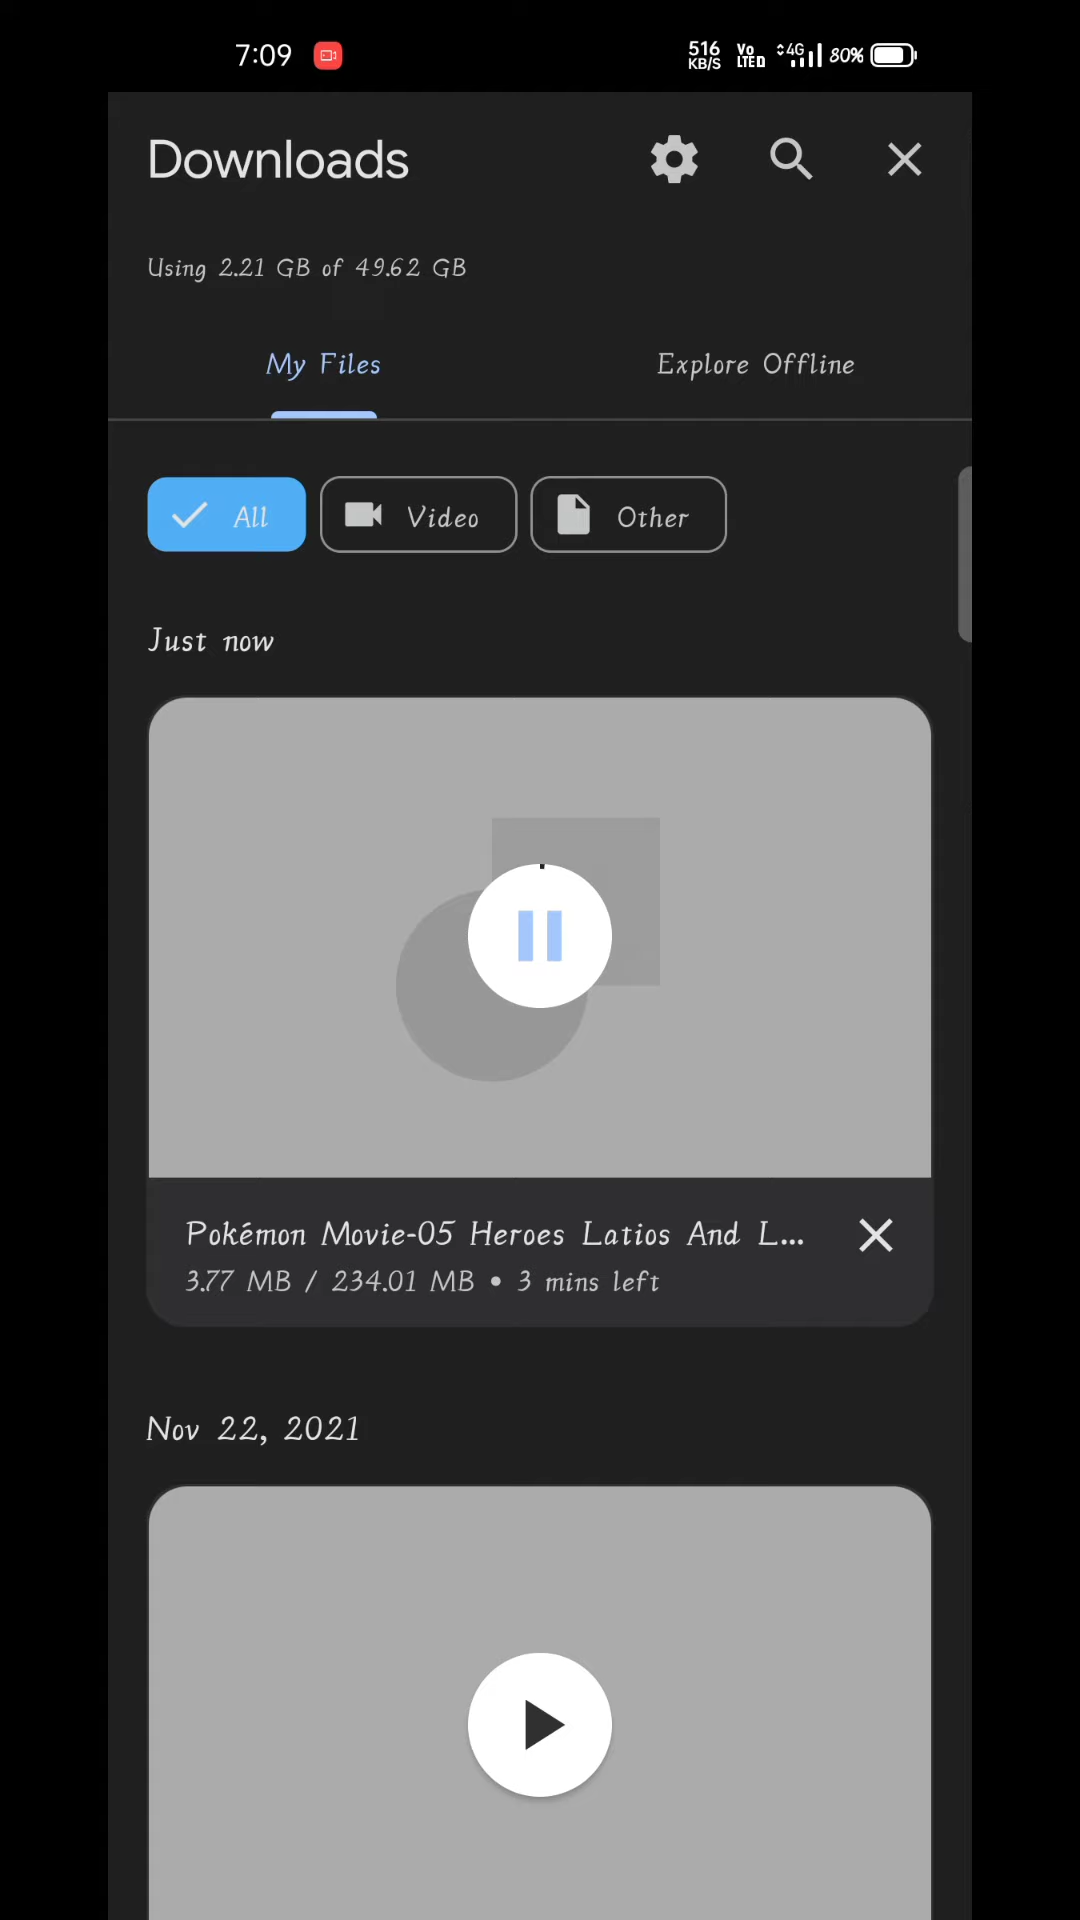 7:09
516 KB/S VoLTED 4G 80%
Downloads
Using 2.21 GB of 49.62 GB
My Files
Explore Offline
All
Video
Other
Just now
Pokémon Movie-05 Heroes Latios And L...
3.77 MB / 234.01 MB • 3 mins left
Nov 22, 2021